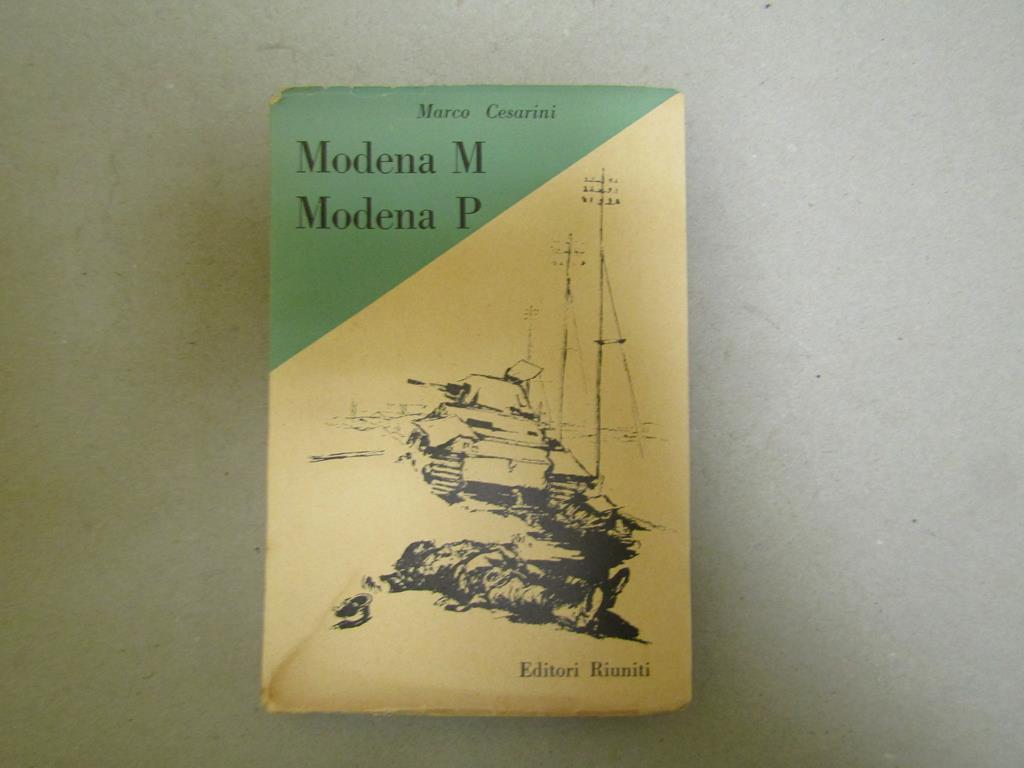 Marco Cesarini
Modena M
Modena P
Editori Riuniti